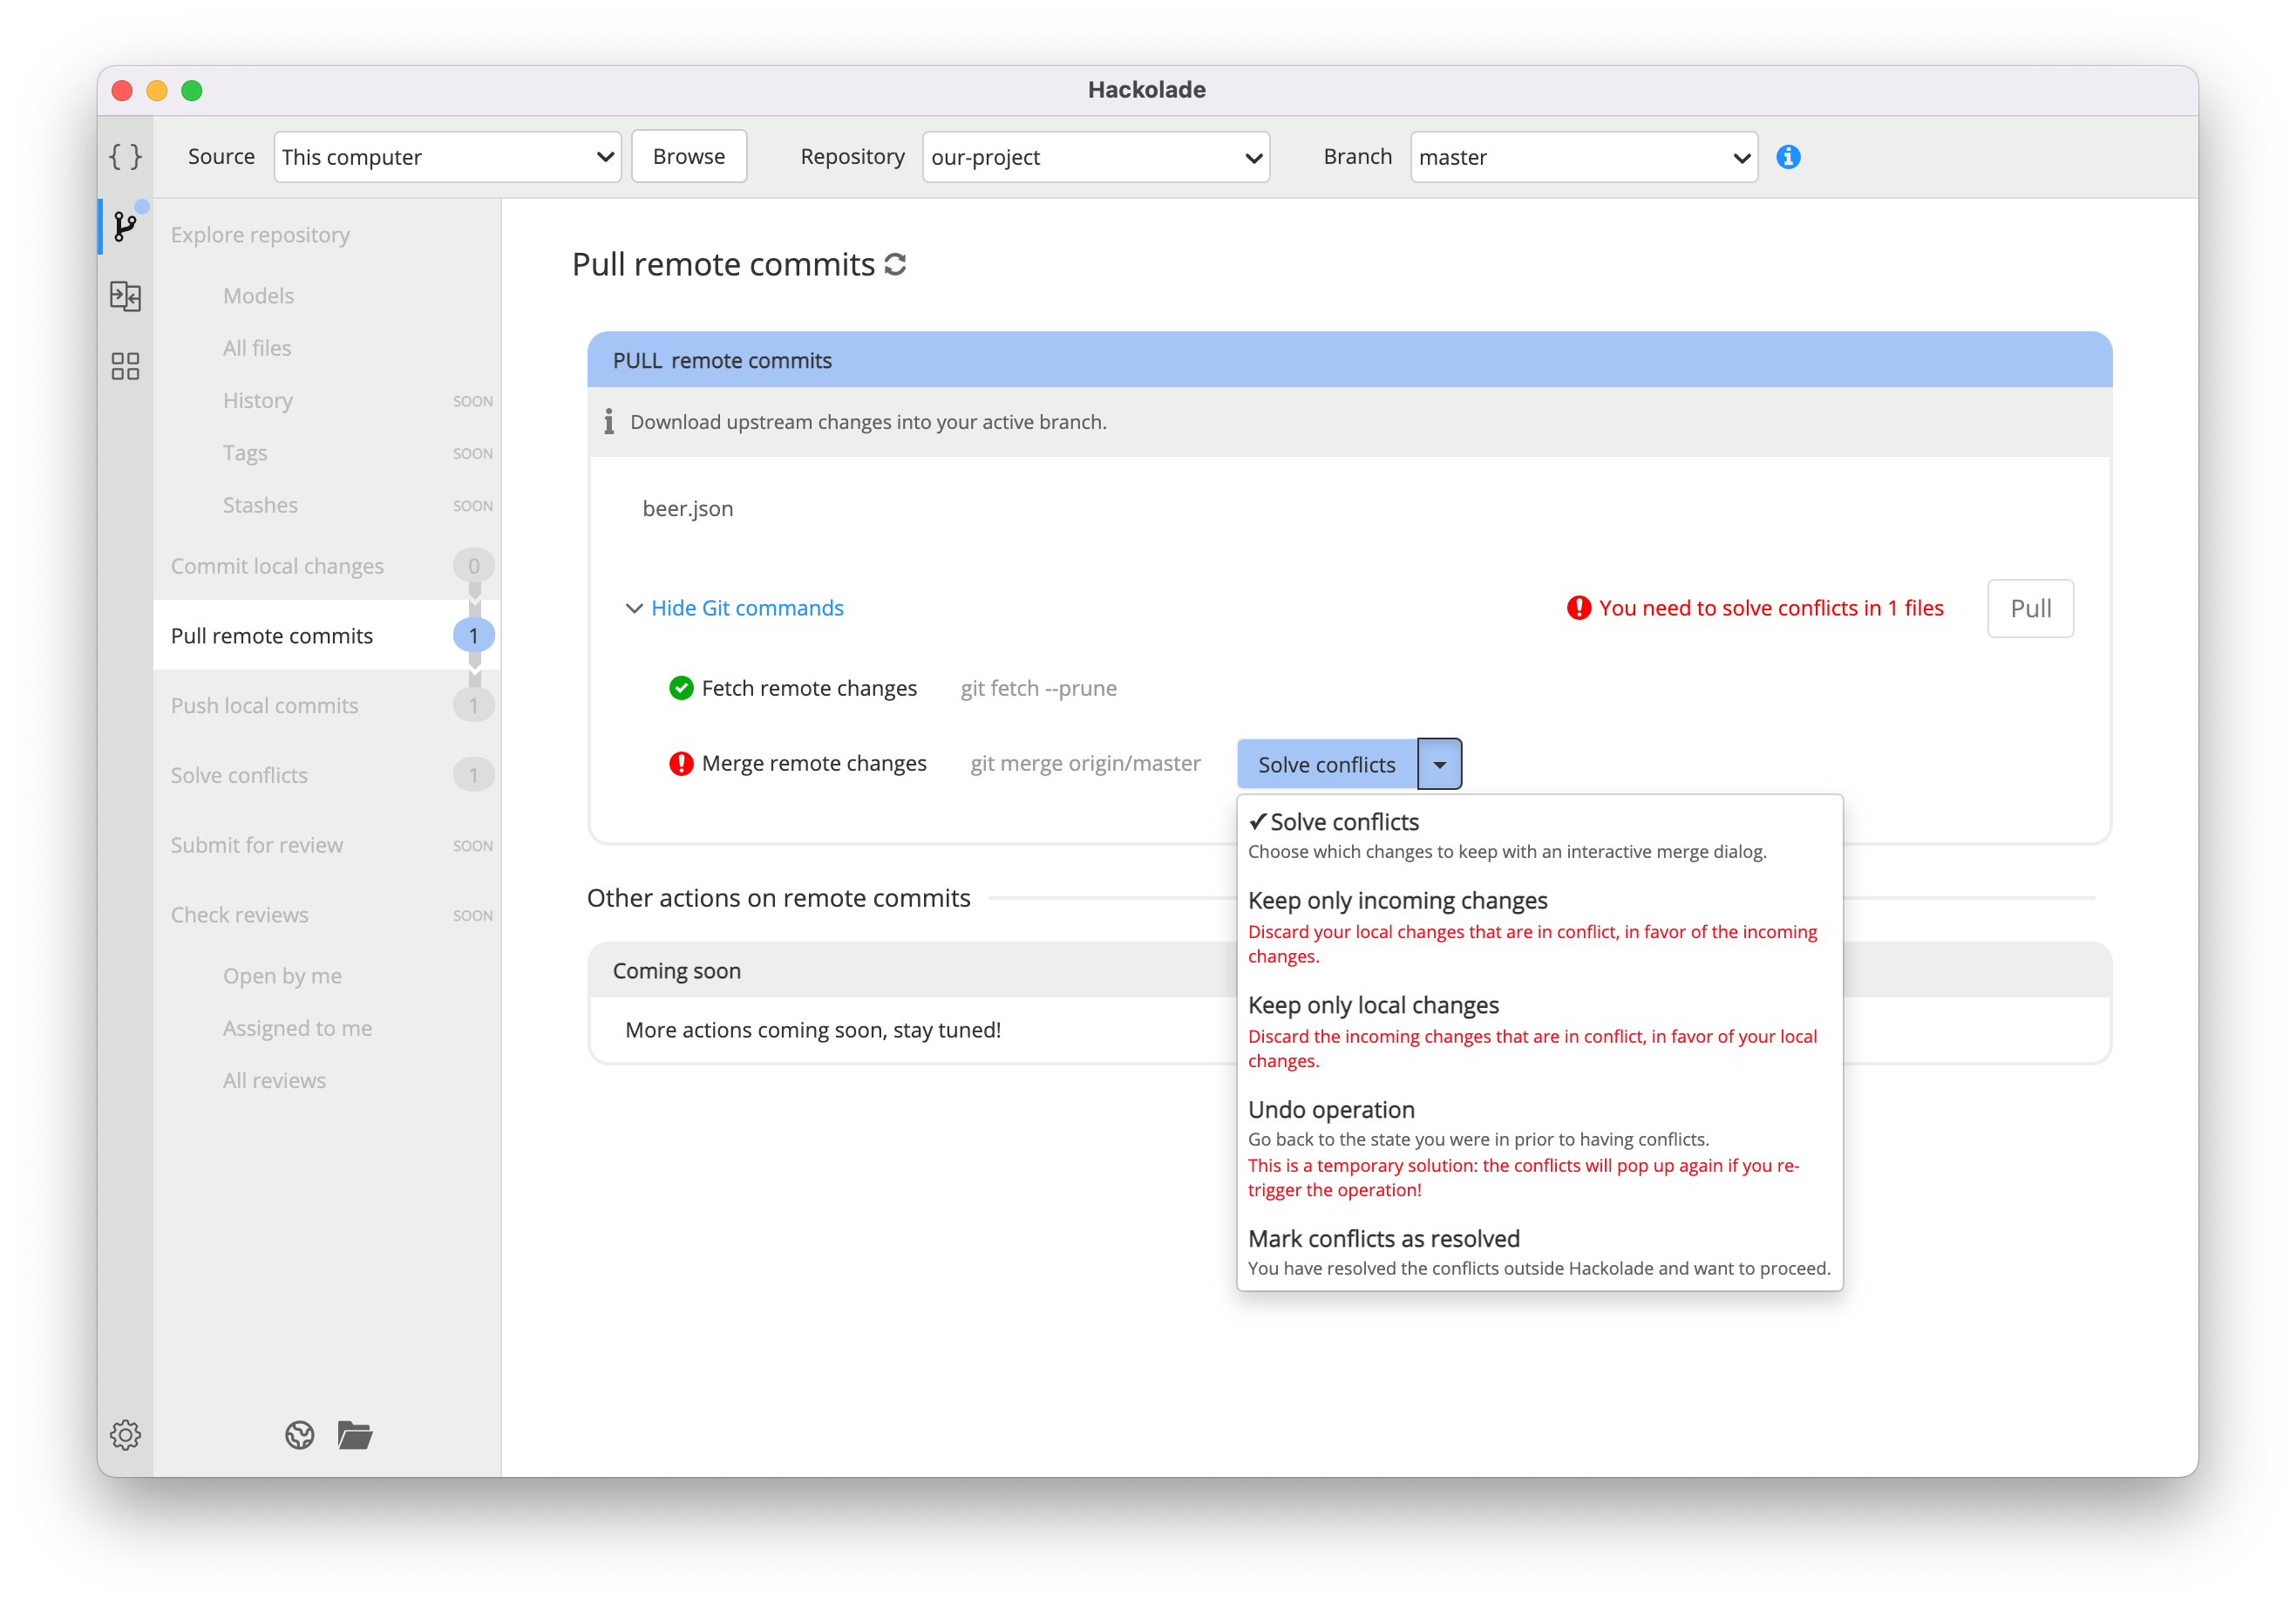 Hackolade
Source This computer Browse Repository our-project Branch master
Explore repository
Models
All files
History SOON
Tags SOON
Stashes SOON
Commit local changes 0
Pull remote commits 1
Push local commits 1
Solve conflicts 1
Submit for review SOON
Check reviews SOON
Open by me
Assigned to me
All reviews
Pull remote commits
PULL remote commits
Download upstream changes into your active branch.
beer.json
Hide Git commands
You need to solve conflicts in 1 files
Pull
Fetch remote changes git fetch --prune
Merge remote changes git merge origin/master Solve conflicts
✓Solve conflicts
Choose which changes to keep with an interactive merge dialog.
Keep only incoming changes
Discard your local changes that are in conflict, in favor of the incoming
changes.
Keep only local changes
Discard the incoming changes that are in conflict, in favor of your local
changes.
Undo operation
Go back to the state you were in prior to having conflicts.
This is a temporary solution: the conflicts will pop up again if you re-
trigger the operation!
Mark conflicts as resolved
You have resolved the conflicts outside Hackolade and want to proceed.
Other actions on remote commits
Coming soon
More actions coming soon, stay tuned!